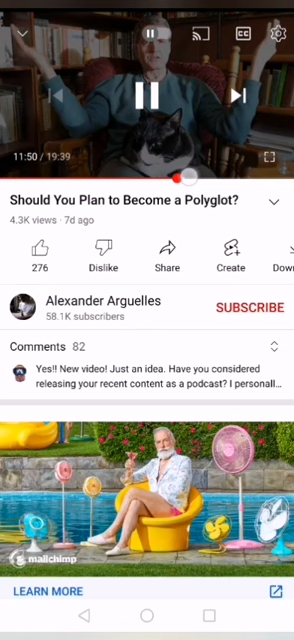 11:50 / 19:39
Should You Plan to Become a Polyglot?
4.3K views · 7d ago
276
Dislike
Share
Create
Down
Alexander Arguelles
58.1K subscribers
SUBSCRIBE
Comments 82
Yes!! New video! Just an idea. Have you considered
releasing your recent content as a podcast? I personall...
mailchimp
LEARN MORE